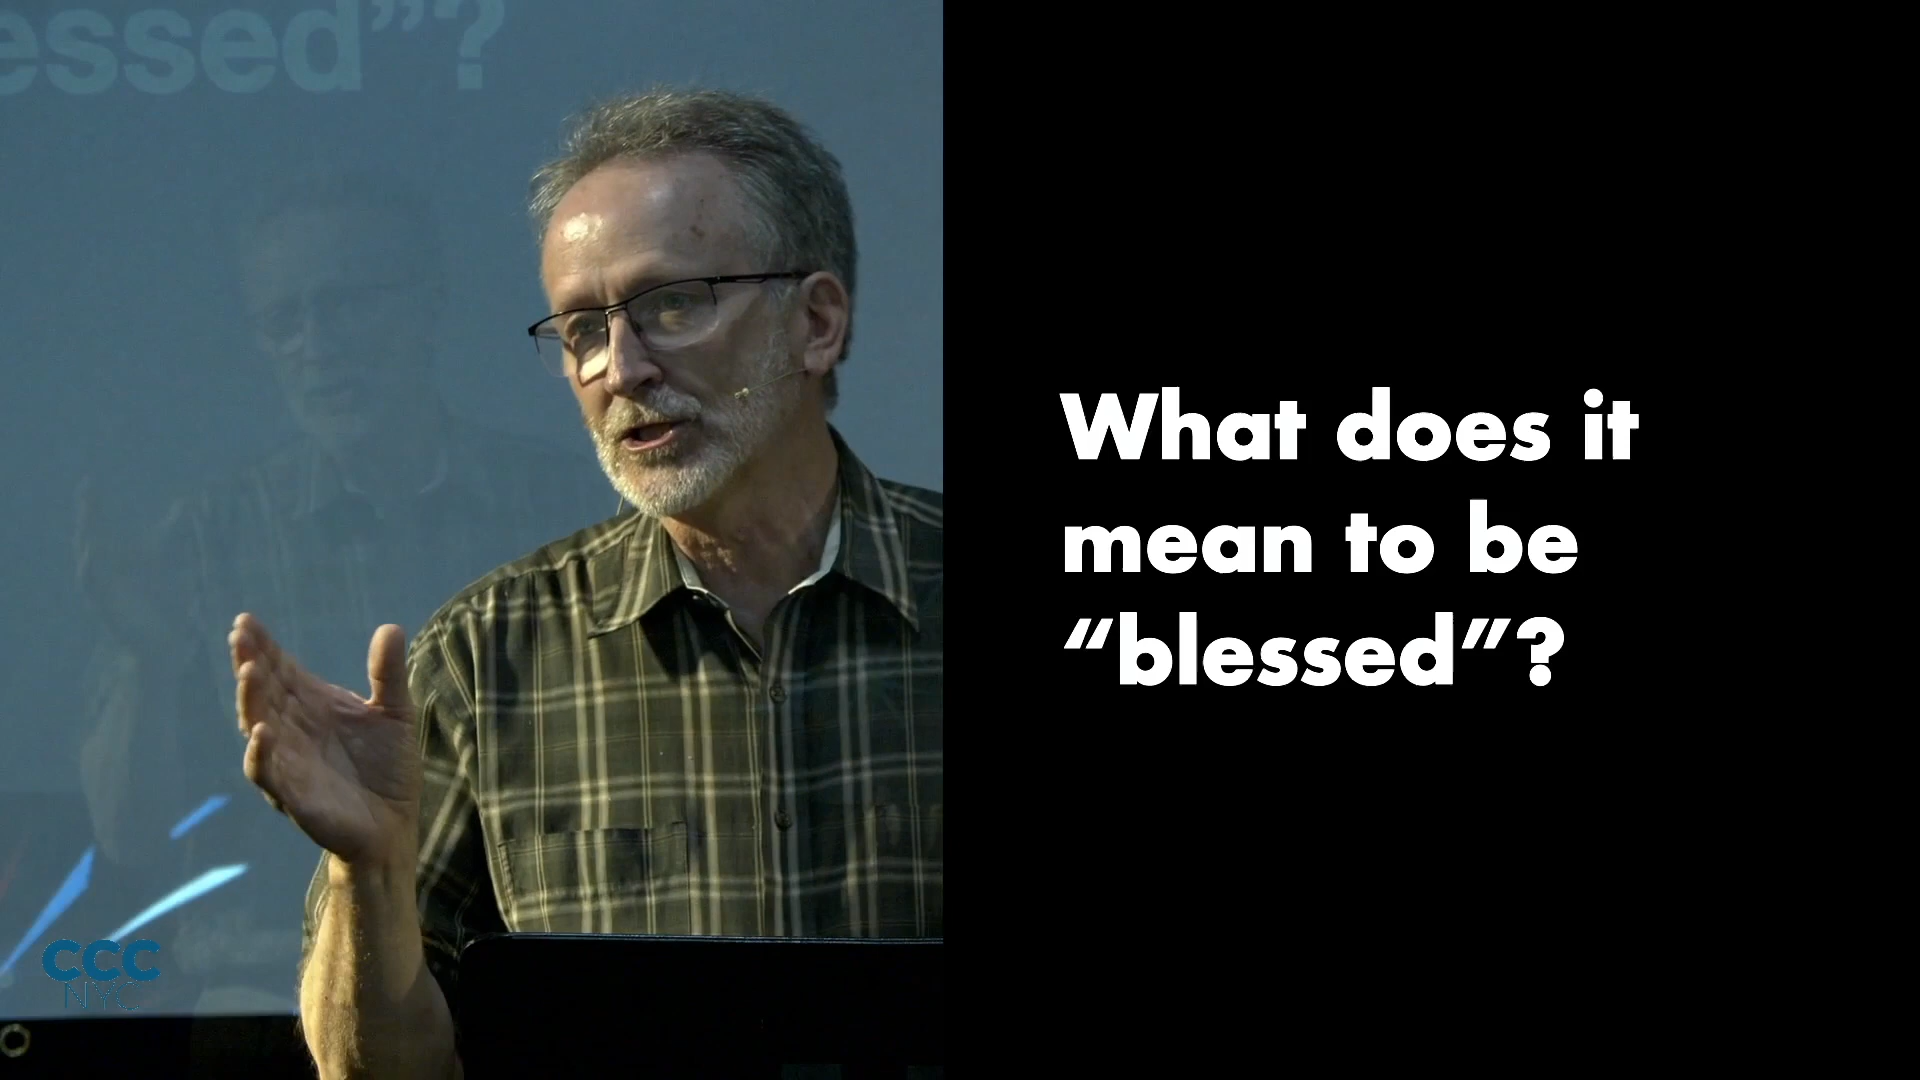 essed”?
What does it
mean to be
“blessed”?
CCC
NYC